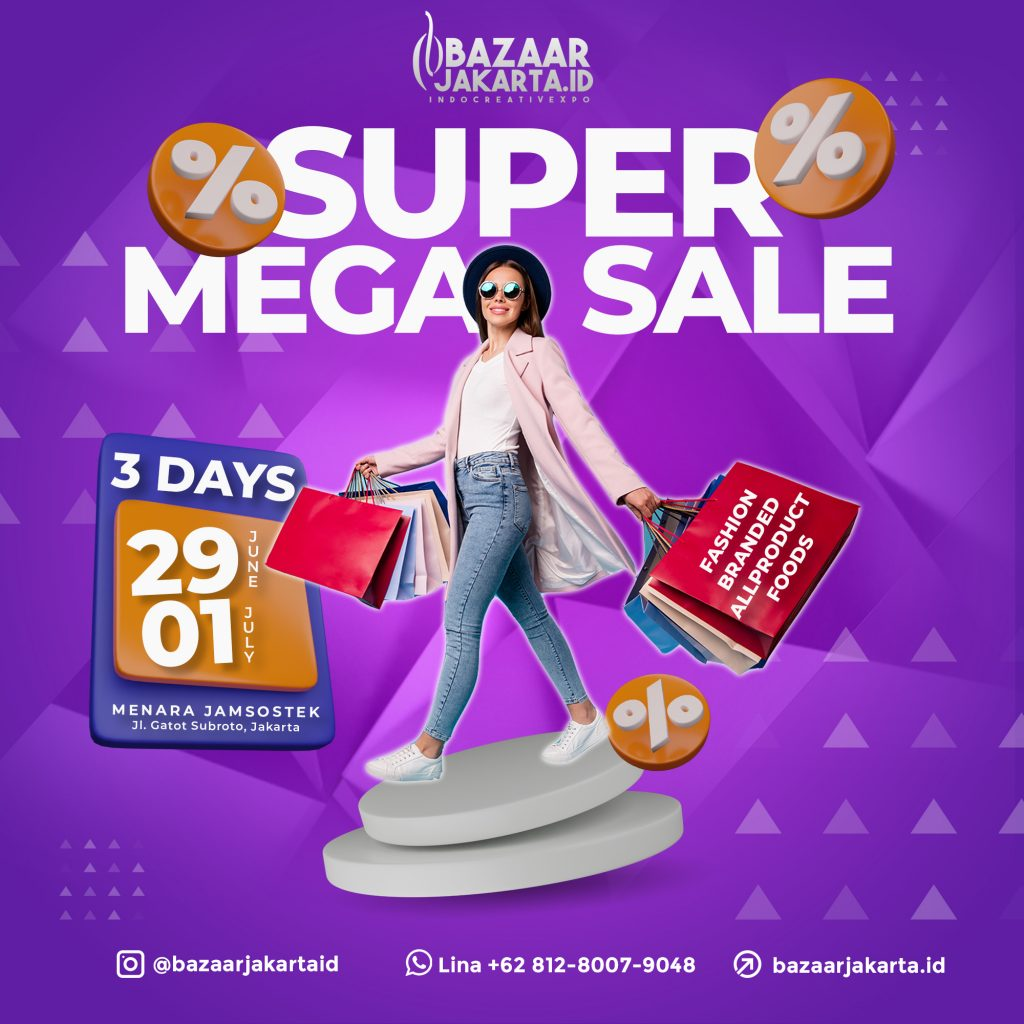 BAZAAR
JAKARTA.ID
INDOCREATIVEXPO
% SUPER %
MEGA SALE
3 DAYS
29 JUNE
01 JULY
MENARA JAMSOSTEK
Jl. Gatot Subroto, Jakarta
FASHION
BRANDED
ALLPRODUCT
FOODS
%
@bazaarjakartaid
Lina +62 812-8007-9048
bazaarjakarta.id